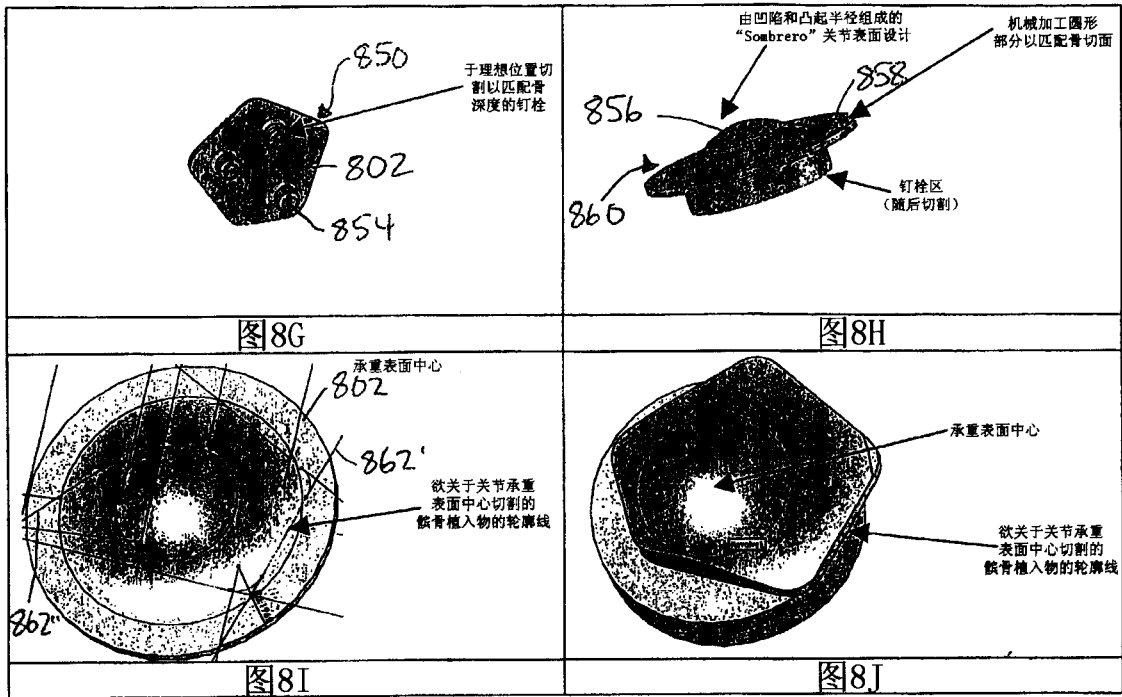 850
于理想位置切
割以匹配骨
深度的钉栓
802
854
图8G
由凹陷和凸起半径组成的
“Sombrero”关节表面设计
机械加工圆形
部分以匹配骨切面
858
856
860
钉栓区
(随后切割)
图8H
承重表面中心
802
862'
欲关于关节承重
表面中心切割的
髌骨植入物的轮廓线
862"
图8I
承重表面中心
欲关于关节承重
表面中心切割的
髌骨植入物的轮廓线
图8J